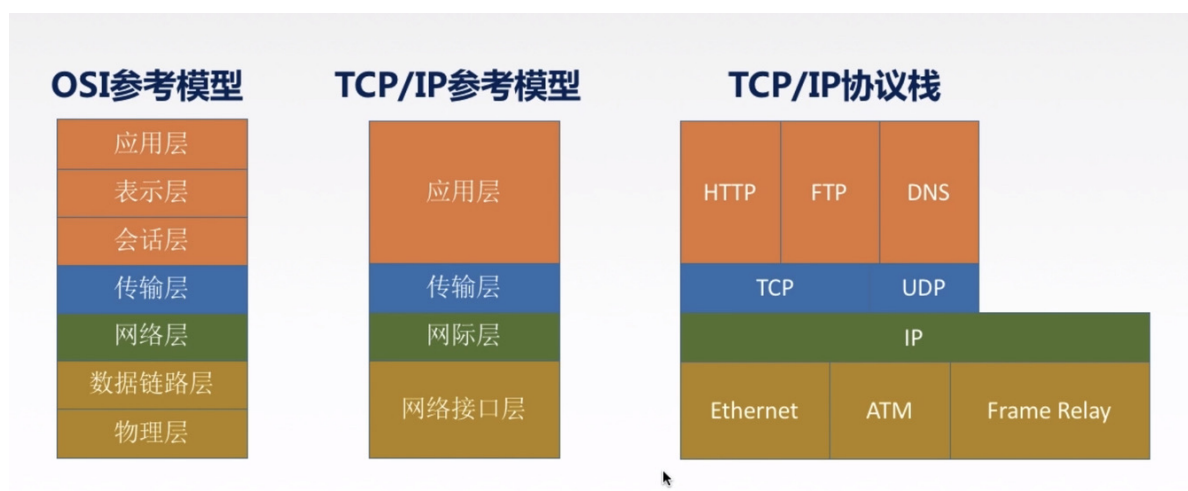 OSI参考模型
应用层
表示层
会话层
传输层
网络层
数据链路层
物理层
TCP/IP参考模型
应用层
传输层
网际层
网络接口层
TCP/IP协议栈
HTTP FTP DNS
TCP UDP
IP
Ethernet ATM Frame Relay